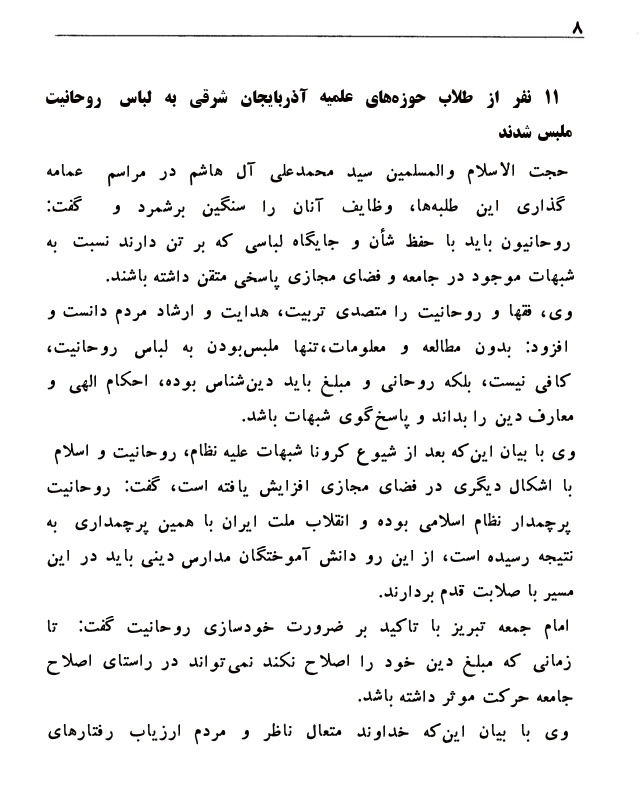 ۸
۱۱ نفر از طلاب حوزه‌های علمیه آذربایجان شرقی به لباس روحانیت
ملبس شدند
حجت الاسلام والمسلمین سید محمدعلی آل هاشم در مراسم عمامه
گذاری این طلبه‌ها، وظایف آنان را سنگین برشمرد و گفت:
روحانیون باید با حفظ شأن و جایگاه لباسی که بر تن دارند نسبت به
شبهات موجود در جامعه و فضای مجازی پاسخی متقن داشته باشند.
وی، فقها و روحانیت را متصدی تربیت، هدایت و ارشاد مردم دانست و
افزود: بدون مطالعه و معلومات،تنها ملبس‌بودن به لباس روحانیت،
کافی نیست، بلکه روحانی و مبلغ باید دین‌شناس بوده، احکام الهی و
معارف دین را بداند و پاسخ‌گوی شبهات باشد.
وی با بیان این‌که بعد از شیوع کرونا شبهات علیه نظام، روحانیت و اسلام
با اشکال دیگری در فضای مجازی افزایش یافته است، گفت: روحانیت
پرچمدار نظام اسلامی بوده و انقلاب ملت ایران با همین پرچمداری به
نتیجه رسیده است، از این رو دانش آموختگان مدارس دینی باید در این
مسیر با صلابت قدم بردارند.
امام جمعه تبریز با تاکید بر ضرورت خودسازی روحانیت گفت: تا
زمانی که مبلغ دین خود را اصلاح نکند نمی‌تواند در راستای اصلاح
جامعه حرکت موثر داشته باشد.
وی با بیان این‌که خداوند متعال ناظر و مردم ارزیاب رفتارهای